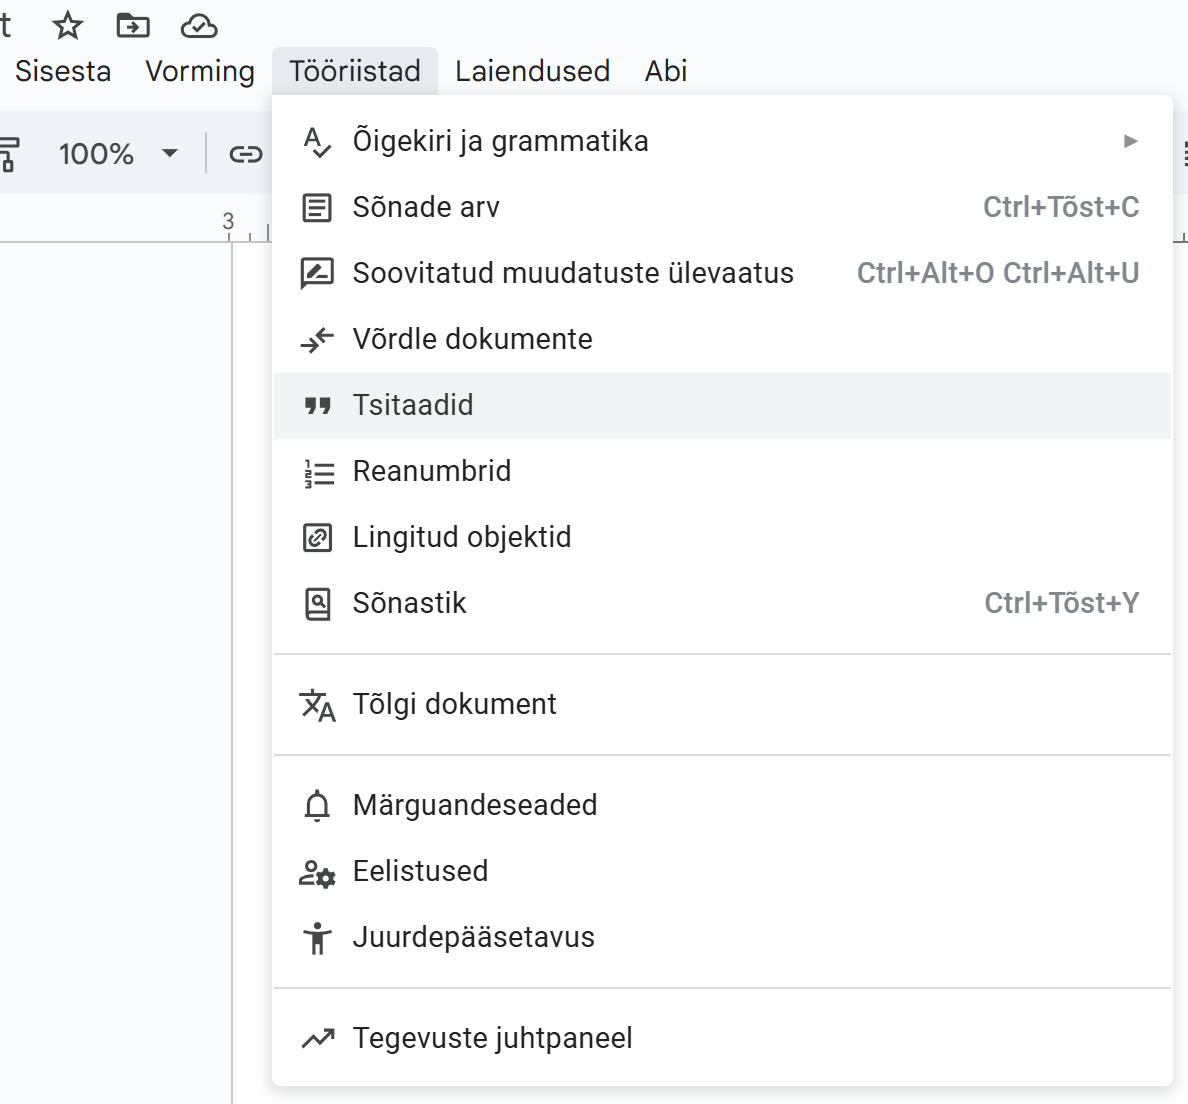 t
Sisesta Vorming Tööriistad Laiendused Abi
100%
3
Õigekiri ja grammatika
Sõnade arv Ctrl+Tõst+C
Soovitatud muudatuste ülevaatus Ctrl+Alt+O Ctrl+Alt+U
Võrdle dokumente
Tsitaadid
Reanumbrid
Lingitud objektid
Sõnastik Ctrl+Tõst+Y
Tõlgi dokument
Märguandeseaded
Eelistused
Juurdepääsetavus
Tegevuste juhtpaneel